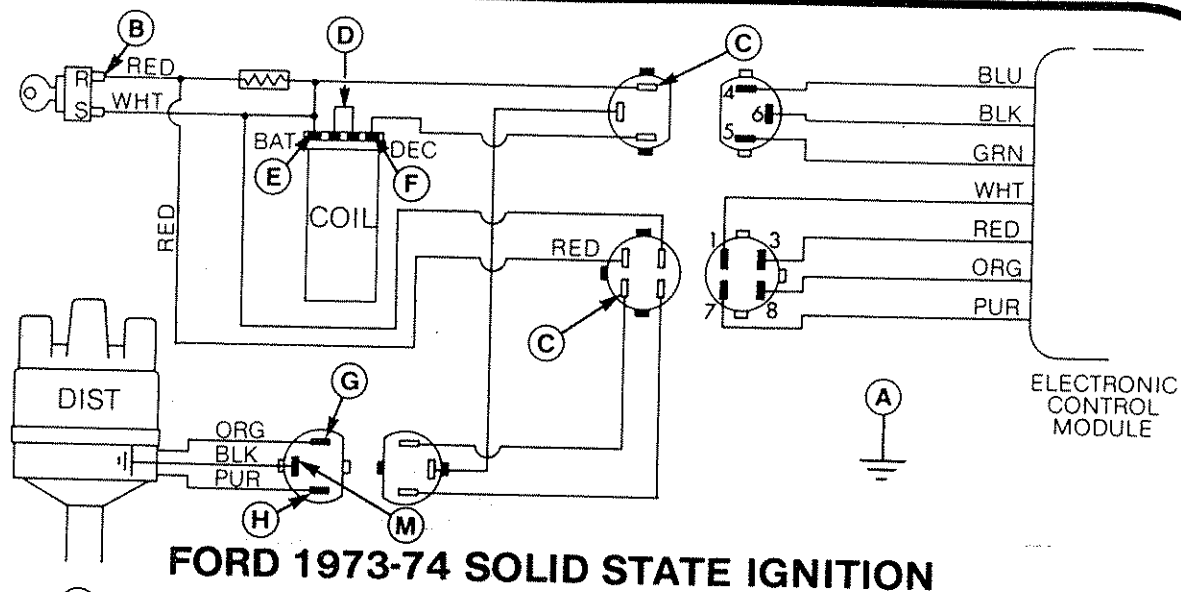 B
D
C
R
RED
BLU
S
WHT
4
6
BLK
5
BAT
DEC
GRN
E
F
WHT
COIL
RED
RED
1
3
RED
ORG
7
8
PUR
C
DIST
G
A
ELECTRONIC
CONTROL
MODULE
ORG
BLK
PUR
H
M
FORD 1973-74 SOLID STATE IGNITION